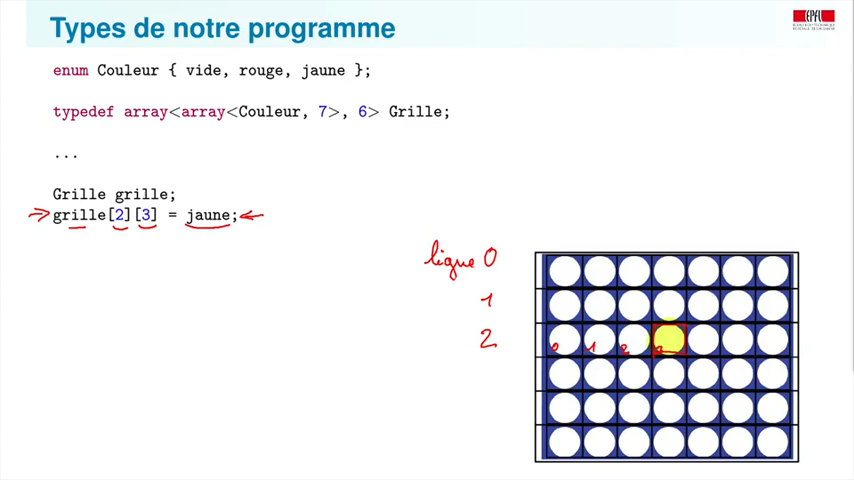 Types de notre programme
EPFL
enum Couleur { vide, rouge, jaune };
typedef array<array<Couleur, 7>, 6> Grille;
...
Grille grille;
grille[2][3] = jaune;
ligne 0
1
2
0 1 2 3